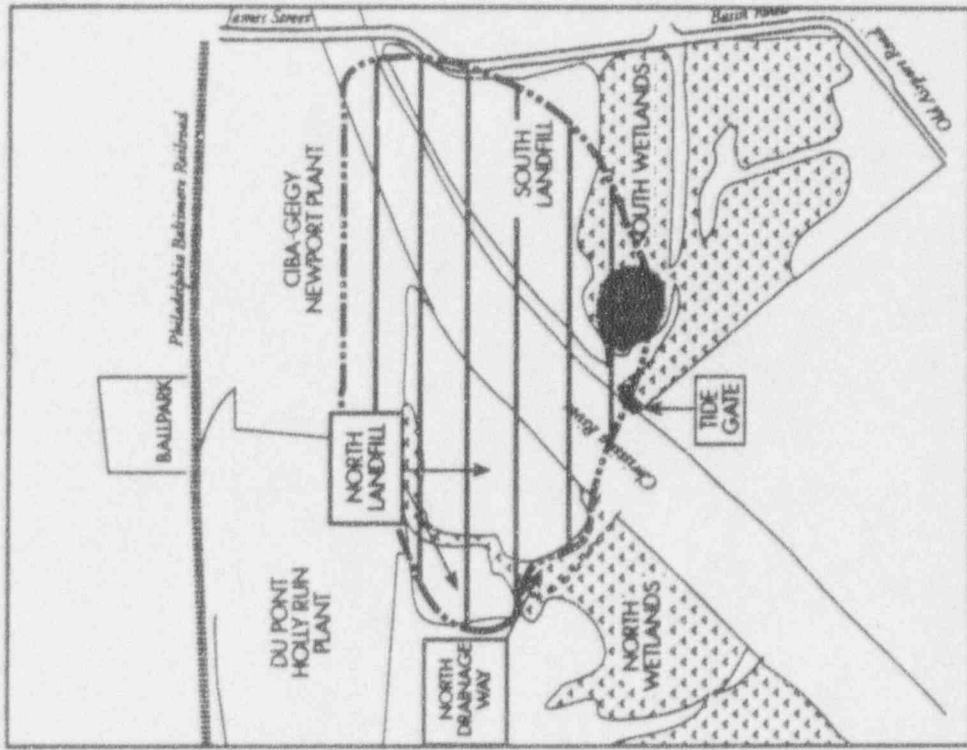 BALLPARK
Philadelphia Baltimore Railroad
James Street
CIBA-GEIGY
NEWPORT PLANT
DU PONT
HOLLY RUN
PLANT
NORTH
LANDFILL
NORTH
DRAINAGE
WAY
SOUTH
LANDFILL
SOUTH WETLANDS
River
TIDE
GATE
NORTH
WETLANDS
Basin Road
Old Airport Road